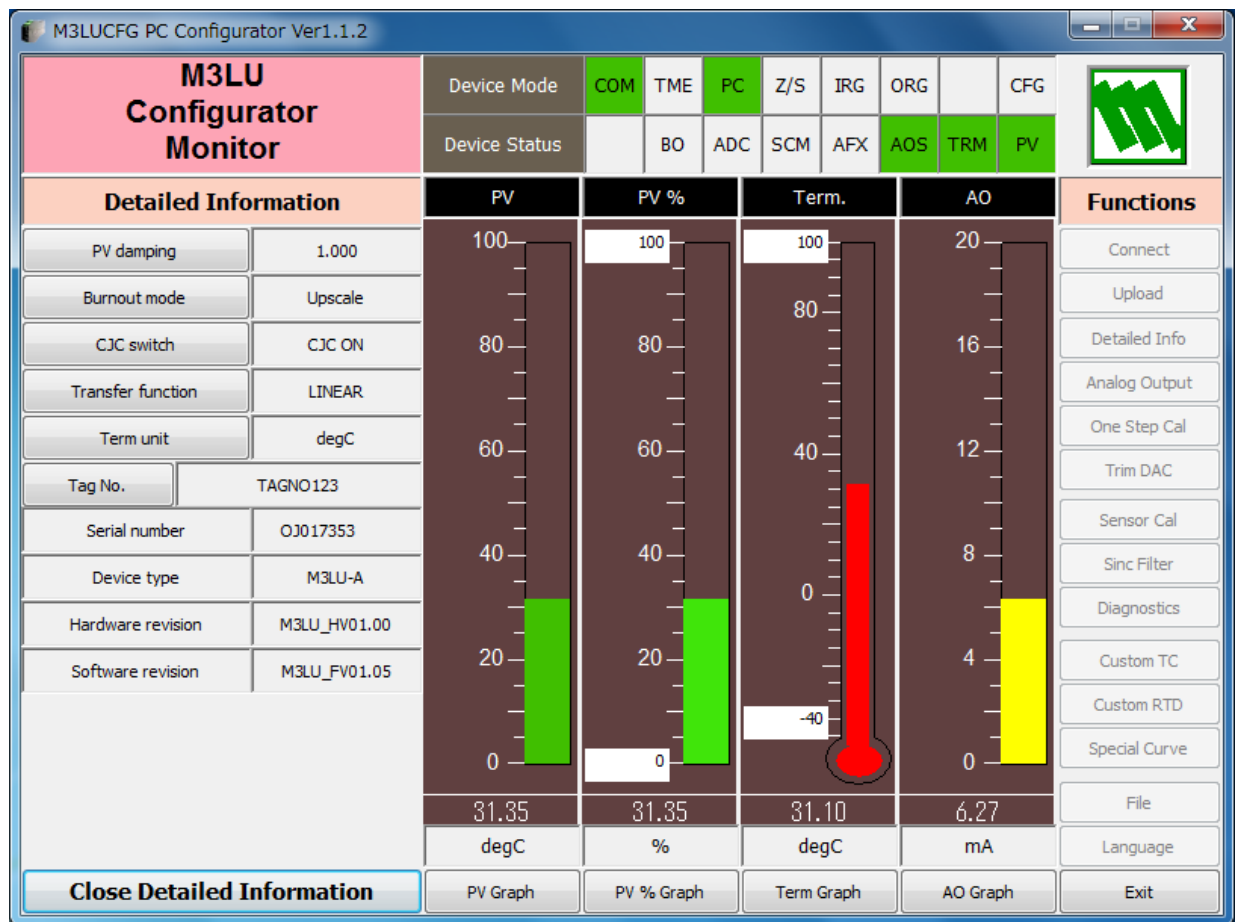 M3LUCFG PC Configurator Ver1.1.2
M3LU
Configurator
Monitor
Device Mode COM TME PC Z/S IRG ORG CFG
Device Status BO ADC SCM AFX AOS TRM PV
Detailed Information
PV damping 1.000
Burnout mode Upscale
CJC switch CJC ON
Transfer function LINEAR
Term unit degC
Tag No. TAGNO123
Serial number OJ017353
Device type M3LU-A
Hardware revision M3LU_HV01.00
Software revision M3LU_FV01.05
Close Detailed Information
PV
100
80
60
40
20
0
31.35
degC
PV Graph
PV %
100
80
60
40
20
0
31.35
%
PV % Graph
Term.
100
80
40
0
-40
31.10
degC
Term Graph
AO
20
16
12
8
4
0
6.27
mA
AO Graph
Functions
Connect
Upload
Detailed Info
Analog Output
One Step Cal
Trim DAC
Sensor Cal
Sinc Filter
Diagnostics
Custom TC
Custom RTD
Special Curve
File
Language
Exit